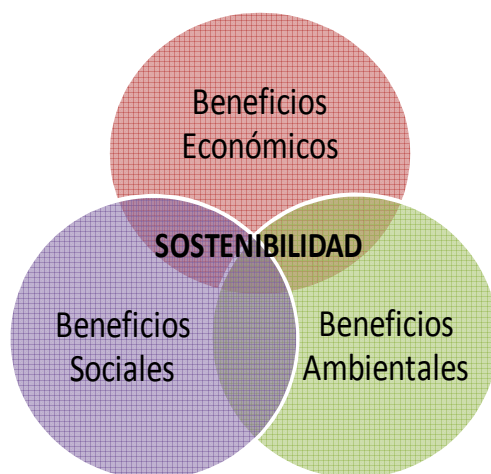 Beneficios
Económicos
SOSTENIBILIDAD
Beneficios
Sociales
Beneficios
Ambientales